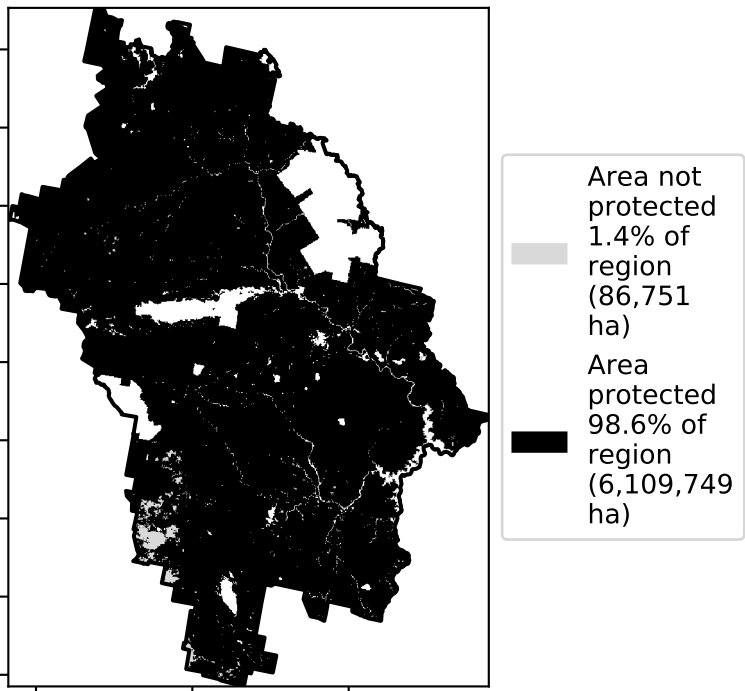 Area not
protected
1.4% of
region
(86,751
ha)
Area
protected
98.6% of
region
(6,109,749
ha)